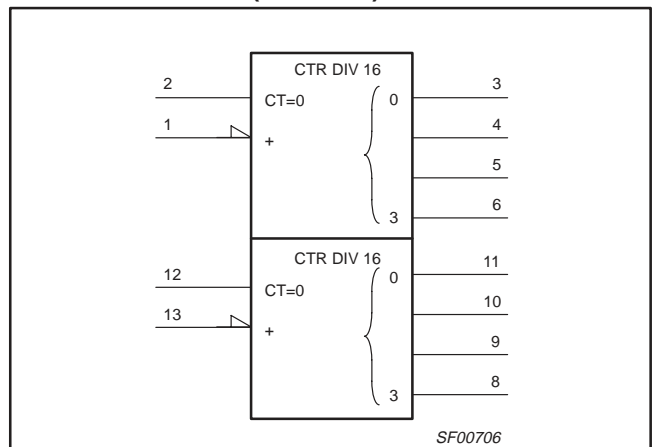 CTR DIV 16
2 CT=0 0 3
1 + 4
5
3 6
CTR DIV 16
12 CT=0 0 11
13 + 10
9
3 8
SF00706